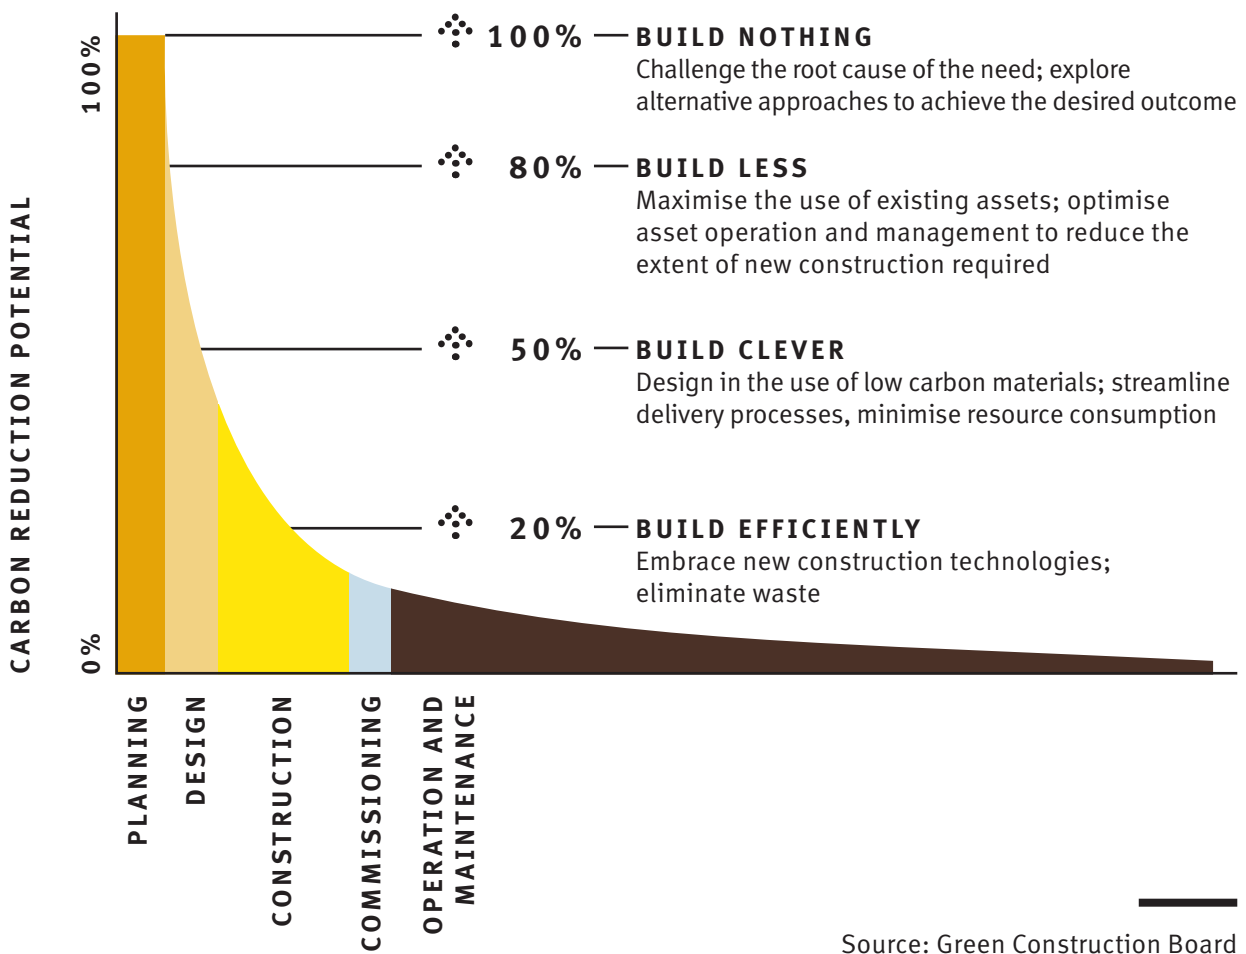 CARBON REDUCTION POTENTIAL
100%
0%
100% BUILD NOTHING
Challenge the root cause of the need; explore
alternative approaches to achieve the desired outcome
80% BUILD LESS
Maximise the use of existing assets; optimise
asset operation and management to reduce the
extent of new construction required
50% BUILD CLEVER
Design in the use of low carbon materials; streamline
delivery processes, minimise resource consumption
20% BUILD EFFICIENTLY
Embrace new construction technologies;
eliminate waste
PLANNING
DESIGN
CONSTRUCTION
COMMISSIONING
OPERATION AND
MAINTENANCE
Source: Green Construction Board